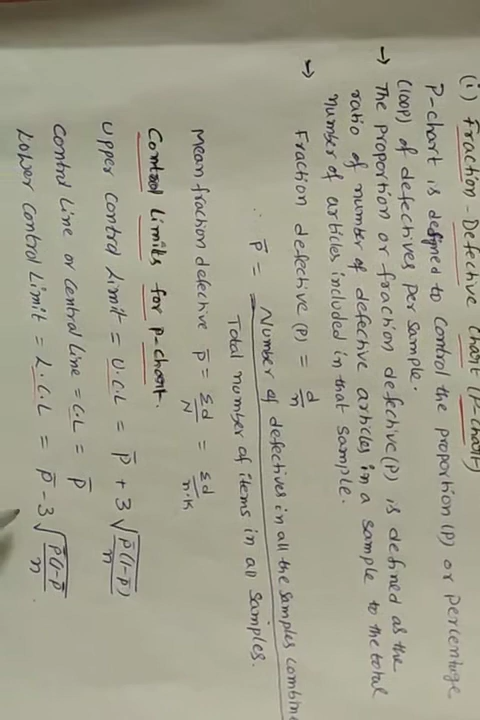 (i) Fraction - Defective Chart (P-chart)
P-chart is defined to control the proportion (P) or percentage
(100P) of defectives per sample.
→ The proportion or fraction defective (P) is defined as the
ratio of number of defective articles in a sample to the total
number of articles included in that sample.
→ Fraction defective (P) = d/n
∴ P̄ = Number of defectives in all the samples combine / Total number of items in all samples.
Mean fraction defective P̄ = Σd/N = Σd/n.K
Control Limits for P-chart.
Upper Control Limit = U.C.L = P̄ + 3 √(P̄(1-P̄)/n)
Control Line or Central Line = C.L = P̄
Lower Control Limit = L.C.L = P̄ - 3 √(P̄(1-P̄)/n)